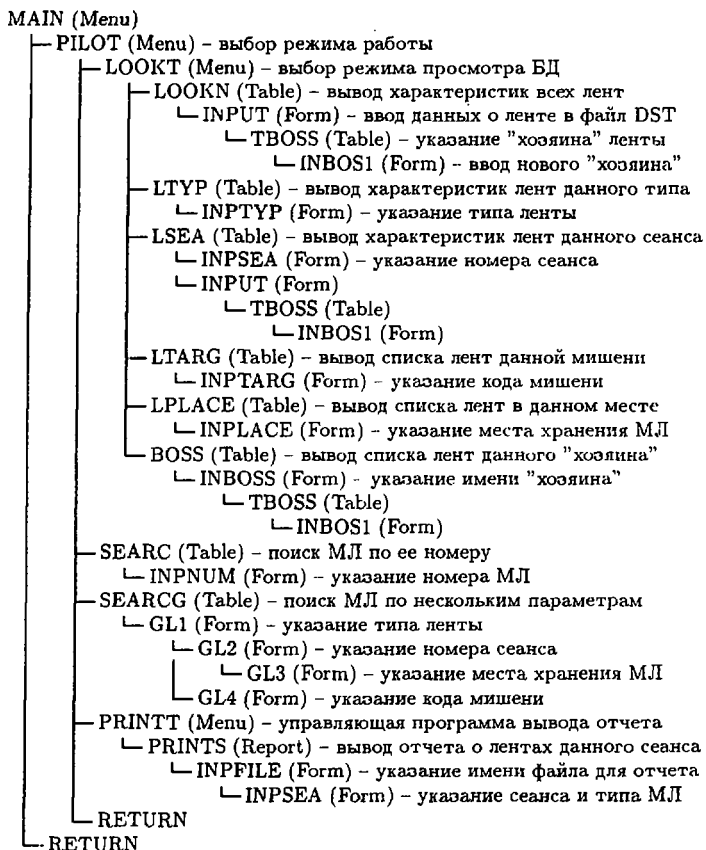 MAIN (Menu)
PILOT (Menu) – выбор режима работы
LOOKT (Menu) – выбор режима просмотра БД
LOOKN (Table) – вывод характеристик всех лент
INPUT (Form) – ввод данных о ленте в файл DST
TBOSS (Table) – указание "хозяина" ленты
INBOS1 (Form) – ввод нового "хозяина"
LTYP (Table) – вывод характеристик лент данного типа
INPTYP (Form) – указание типа ленты
LSEA (Table) – вывод характеристик лент данного сеанса
INPSEA (Form) – указание номера сеанса
INPUT (Form)
TBOSS (Table)
INBOS1 (Form)
LTARG (Table) – вывод списка лент данной мишени
INPTARG (Form) – указание кода мишени
LPLACE (Table) – вывод списка лент в данном месте
INPLACE (Form) – указание места хранения МЛ
BOSS (Table) – вывод списка лент данного "хозяина"
INBOSS (Form) – указание имени "хозяина"
TBOSS (Table)
INBOS1 (Form)
SEARC (Table) – поиск МЛ по ее номеру
INPNUM (Form) – указание номера МЛ
SEARCG (Table) – поиск МЛ по нескольким параметрам
GL1 (Form) – указание типа ленты
GL2 (Form) – указание номера сеанса
GL3 (Form) – указание места хранения МЛ
GL4 (Form) – указание кода мишени
PRINTT (Menu) – управляющая программа вывода отчета
PRINTS (Report) – вывод отчета о лентах данного сеанса
INPFILE (Form) – указание имени файла для отчета
INPSEA (Form) – указание сеанса и типа МЛ
RETURN
RETURN